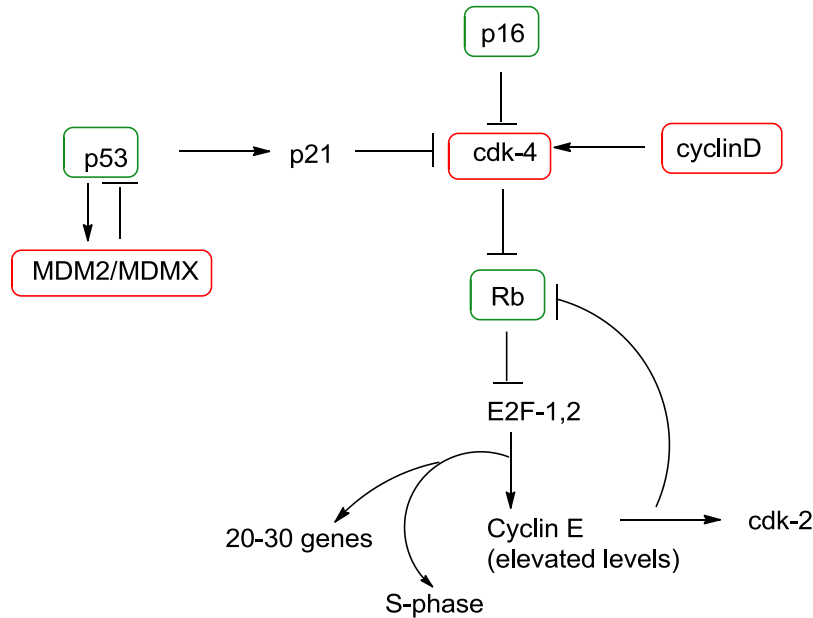 p16
p53
p21
cdk-4
cyclinD
MDM2/MDMX
Rb
E2F-1,2
20-30 genes
Cyclin E
(elevated levels)
cdk-2
S-phase